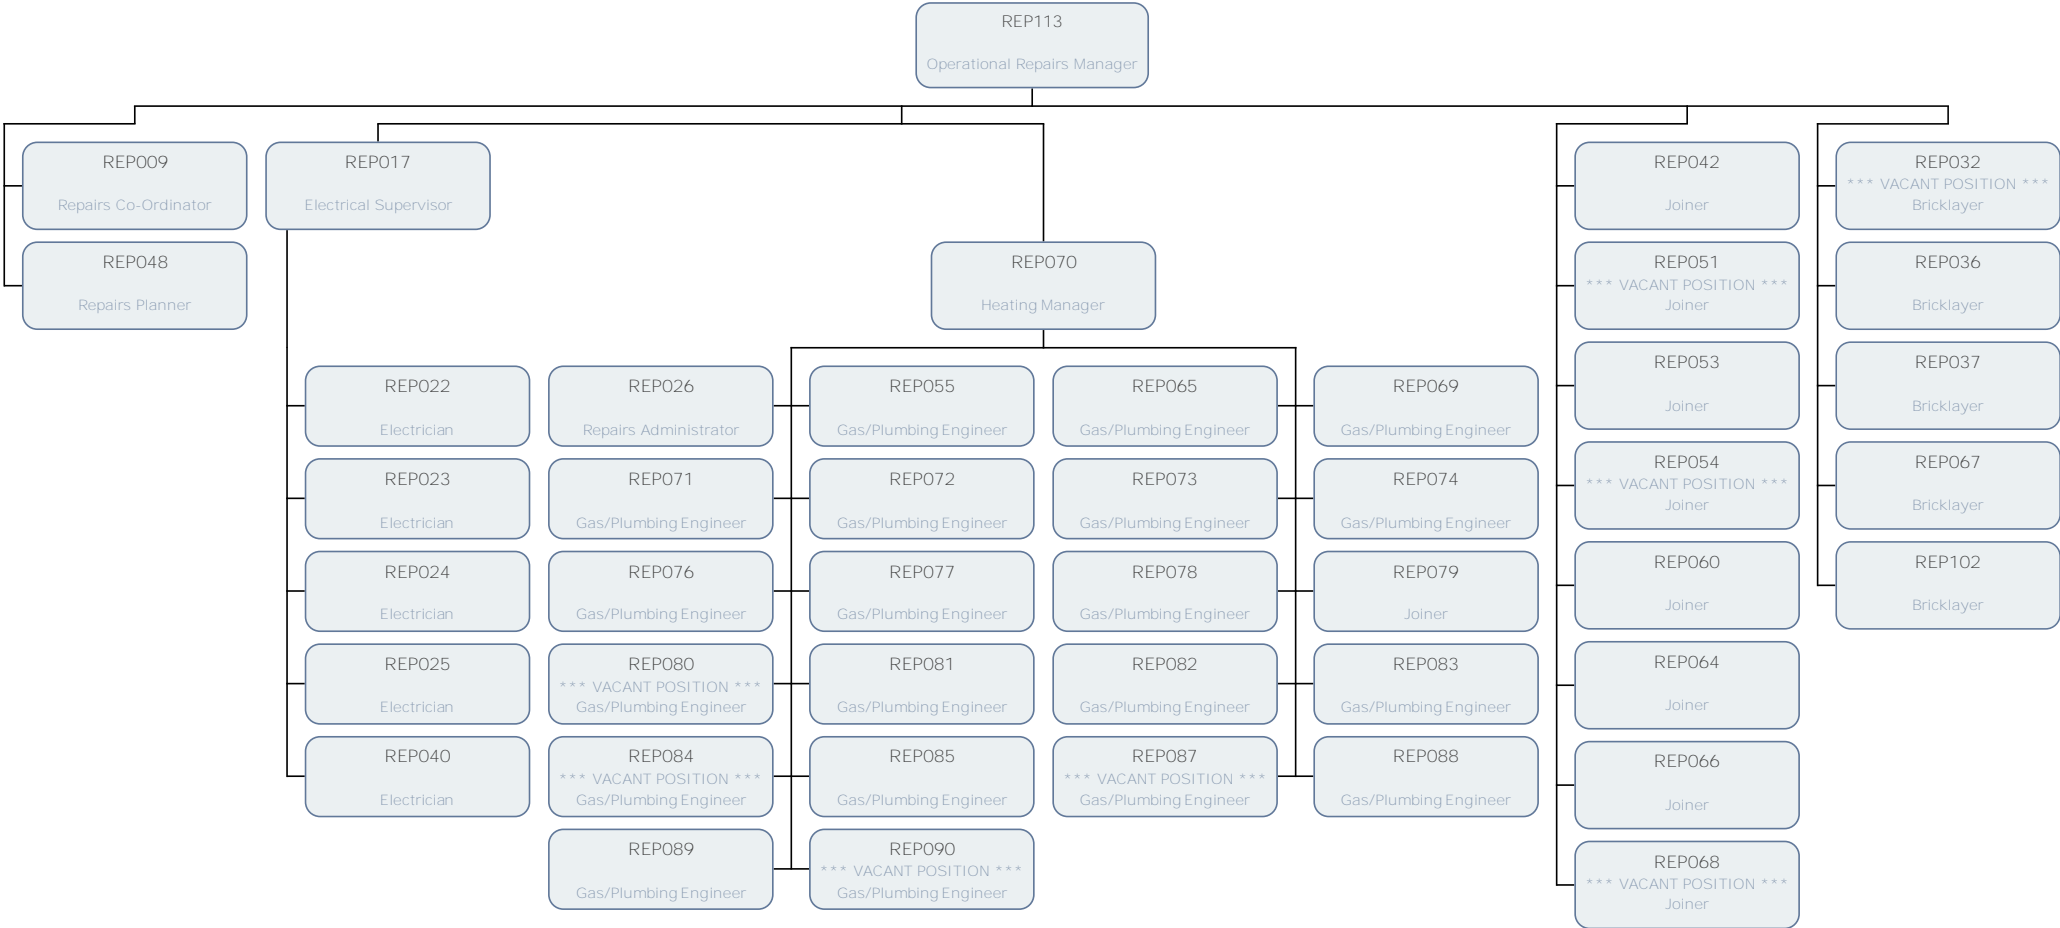 REP113
Operational Repairs Manager
REP009
Repairs Co-Ordinator
REP048
Repairs Planner
REP017
Electrical Supervisor
REP070
Heating Manager
REP022
Electrician
REP023
Electrician
REP024
Electrician
REP025
Electrician
REP040
Electrician
REP026
Repairs Administrator
REP055
Gas/Plumbing Engineer
REP065
Gas/Plumbing Engineer
REP069
Gas/Plumbing Engineer
REP071
Gas/Plumbing Engineer
REP072
Gas/Plumbing Engineer
REP073
Gas/Plumbing Engineer
REP074
Gas/Plumbing Engineer
REP076
Gas/Plumbing Engineer
REP077
Gas/Plumbing Engineer
REP078
Gas/Plumbing Engineer
REP079
Joiner
REP080
*** VACANT POSITION ***
Gas/Plumbing Engineer
REP081
Gas/Plumbing Engineer
REP082
Gas/Plumbing Engineer
REP083
Gas/Plumbing Engineer
REP084
*** VACANT POSITION ***
Gas/Plumbing Engineer
REP085
Gas/Plumbing Engineer
REP087
*** VACANT POSITION ***
Gas/Plumbing Engineer
REP088
Gas/Plumbing Engineer
REP089
Gas/Plumbing Engineer
REP090
*** VACANT POSITION ***
Gas/Plumbing Engineer
REP042
Joiner
REP051
*** VACANT POSITION ***
Joiner
REP053
Joiner
REP054
*** VACANT POSITION ***
Joiner
REP060
Joiner
REP064
Joiner
REP066
Joiner
REP068
*** VACANT POSITION ***
Joiner
REP032
*** VACANT POSITION ***
Bricklayer
REP036
Bricklayer
REP037
Bricklayer
REP067
Bricklayer
REP102
Bricklayer